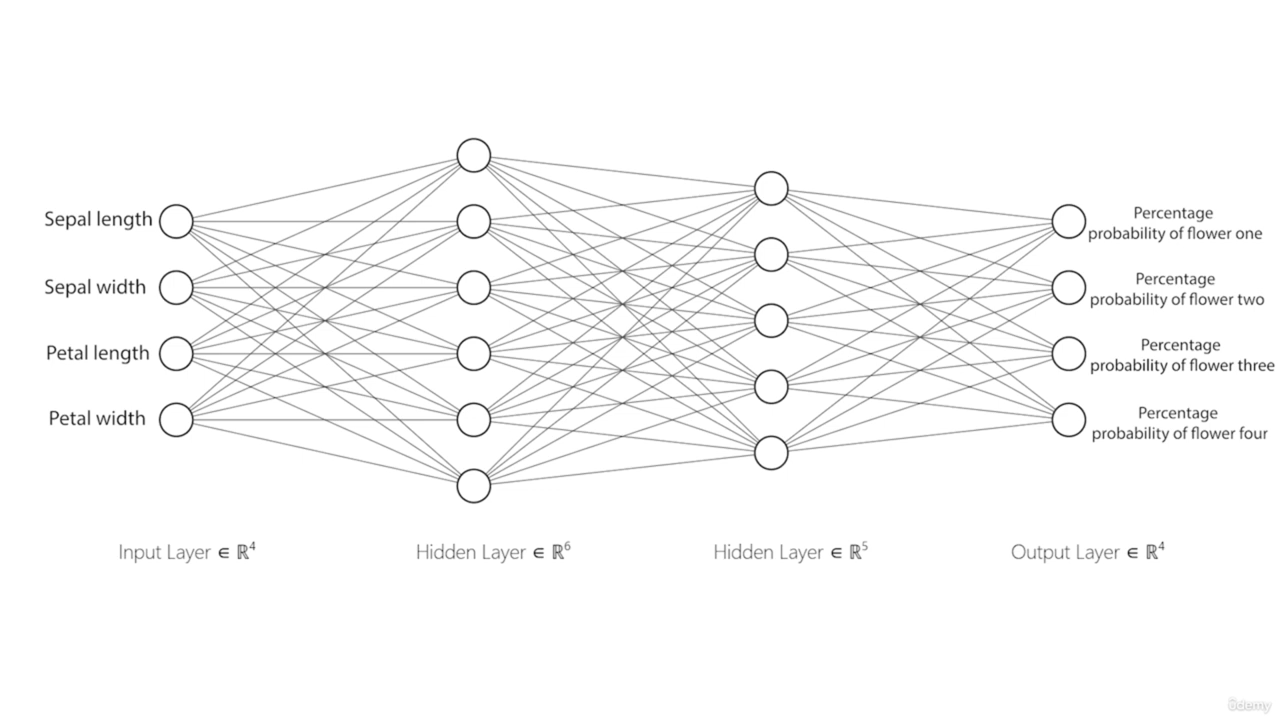 Sepal length
Sepal width
Petal length
Petal width
Percentage
probability of flower one
Percentage
probability of flower two
Percentage
probability of flower three
Percentage
probability of flower four
Input Layer ∈ ℝ⁴
Hidden Layer ∈ ℝ⁶
Hidden Layer ∈ ℝ⁵
Output Layer ∈ ℝ⁴
ûdemy